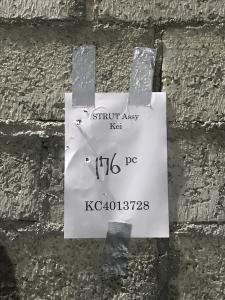 STRUT Assy
Kei
176 pc
KC4013728